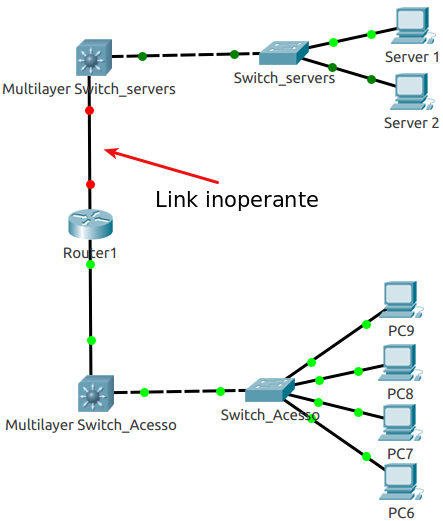 Server 1
Switch_servers
Multilayer Switch_servers
Server 2
Link inoperante
Router1
PC9
PC8
Switch_Acesso
Multilayer Switch_Acesso
PC7
PC6